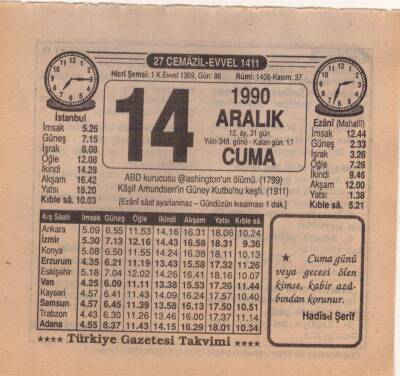 27 CEMÂZİL-EVVEL 1411
Hicrî Şemsî: 1 K.Evvel 1369, Gün: 86 Rûmî: 1406-Kasım: 37
İstanbul
İmsak 5.26
Güneş 7.15
İşrak 8.08
Öğle 12.08
İkindi 14.28
Akşam 16.42
Yatsı 18.20
Kıble sâ. 10.03
14
1990
ARALIK
12. ay, 31 gün
Yılın 348. günü - Kalan gün: 17
CUMA
Ezânî (Mahallî)
İmsak 12.44
Güneş 2.33
İşrak 3.26
Öğle 7.26
İkindi 9.46
Akşam 12.00
Yatsı 1.38
Kıble sâ. 5.21
ABD kurucusu @ashington'un ölümü. (1799)
Kâşif Amundsen'in Güney Kutbu'nu keşfi. (1911)
[Ezânî sâat ayarlanmaz – Gündüzün kısalması 1 dak.]
Kış Sâati İmsak Güneş Öğle İkindi Akşam Yatsı Kıble sâ.
Ankara 5.09 6.55 11.53 14.16 16.31 18.06 10.24
İzmir 5.30 7.13 12.16 14.43 16.58 18.31 9.36
Konya 5.08 6.50 11.55 14.24 16.38 18.11 10.13
Erzurum 4.35 6.21 11.19 13.43 15.58 17.32 11.26
Eskişehir 5.18 7.04 12.02 14.26 16.41 18.16 10.07
Van 4.25 6.09 11.11 13.38 15.53 17.26 11.44
Kayseri 4.57 6.41 11.43 14.09 16.24 17.57 10.40
Samsun 4.57 6.45 11.39 13.58 16.13 17.50 10.51
Trabzon 4.43 6.30 11.26 13.46 16.00 17.37 11.14
Adana 4.55 6.37 11.43 14.15 16.29 18.01 10.34
★ Cuma günü
veya gecesi ölen
kimse, kabir azâ-
bından korunur.
Hadîs-i Şerîf
★★★★ Türkiye Gazetesi Takvimi ★★★★